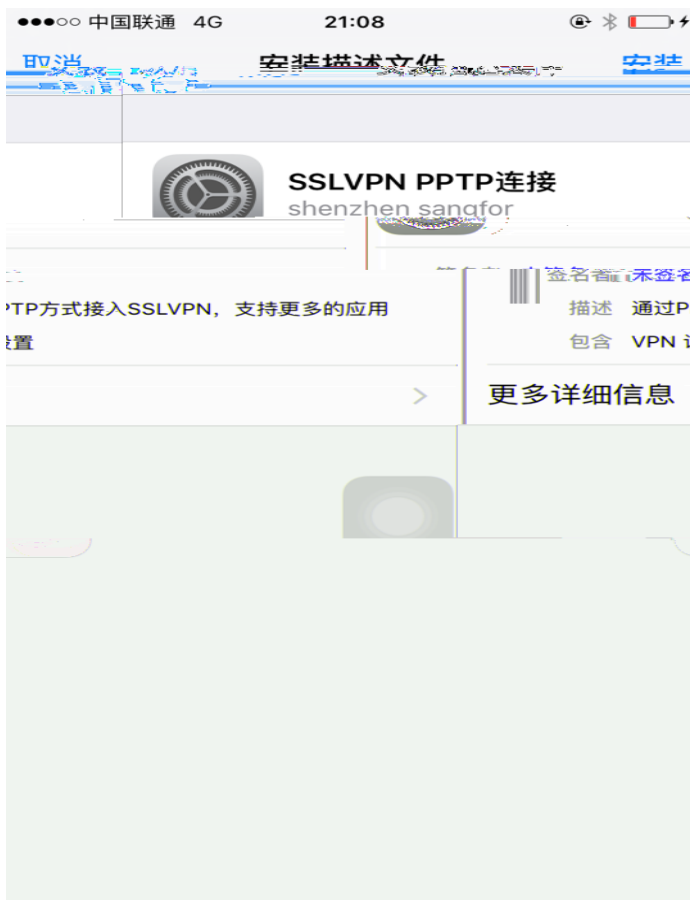 中国联通 4G 21:08
取消 安装描述文件 安装
SSLVPN PPTP连接
shenzhen sangfor
签名者 未签名
PTP方式接入SSLVPN，支持更多的应用
描述 通过P
设置
包含 VPN
更多详细信息